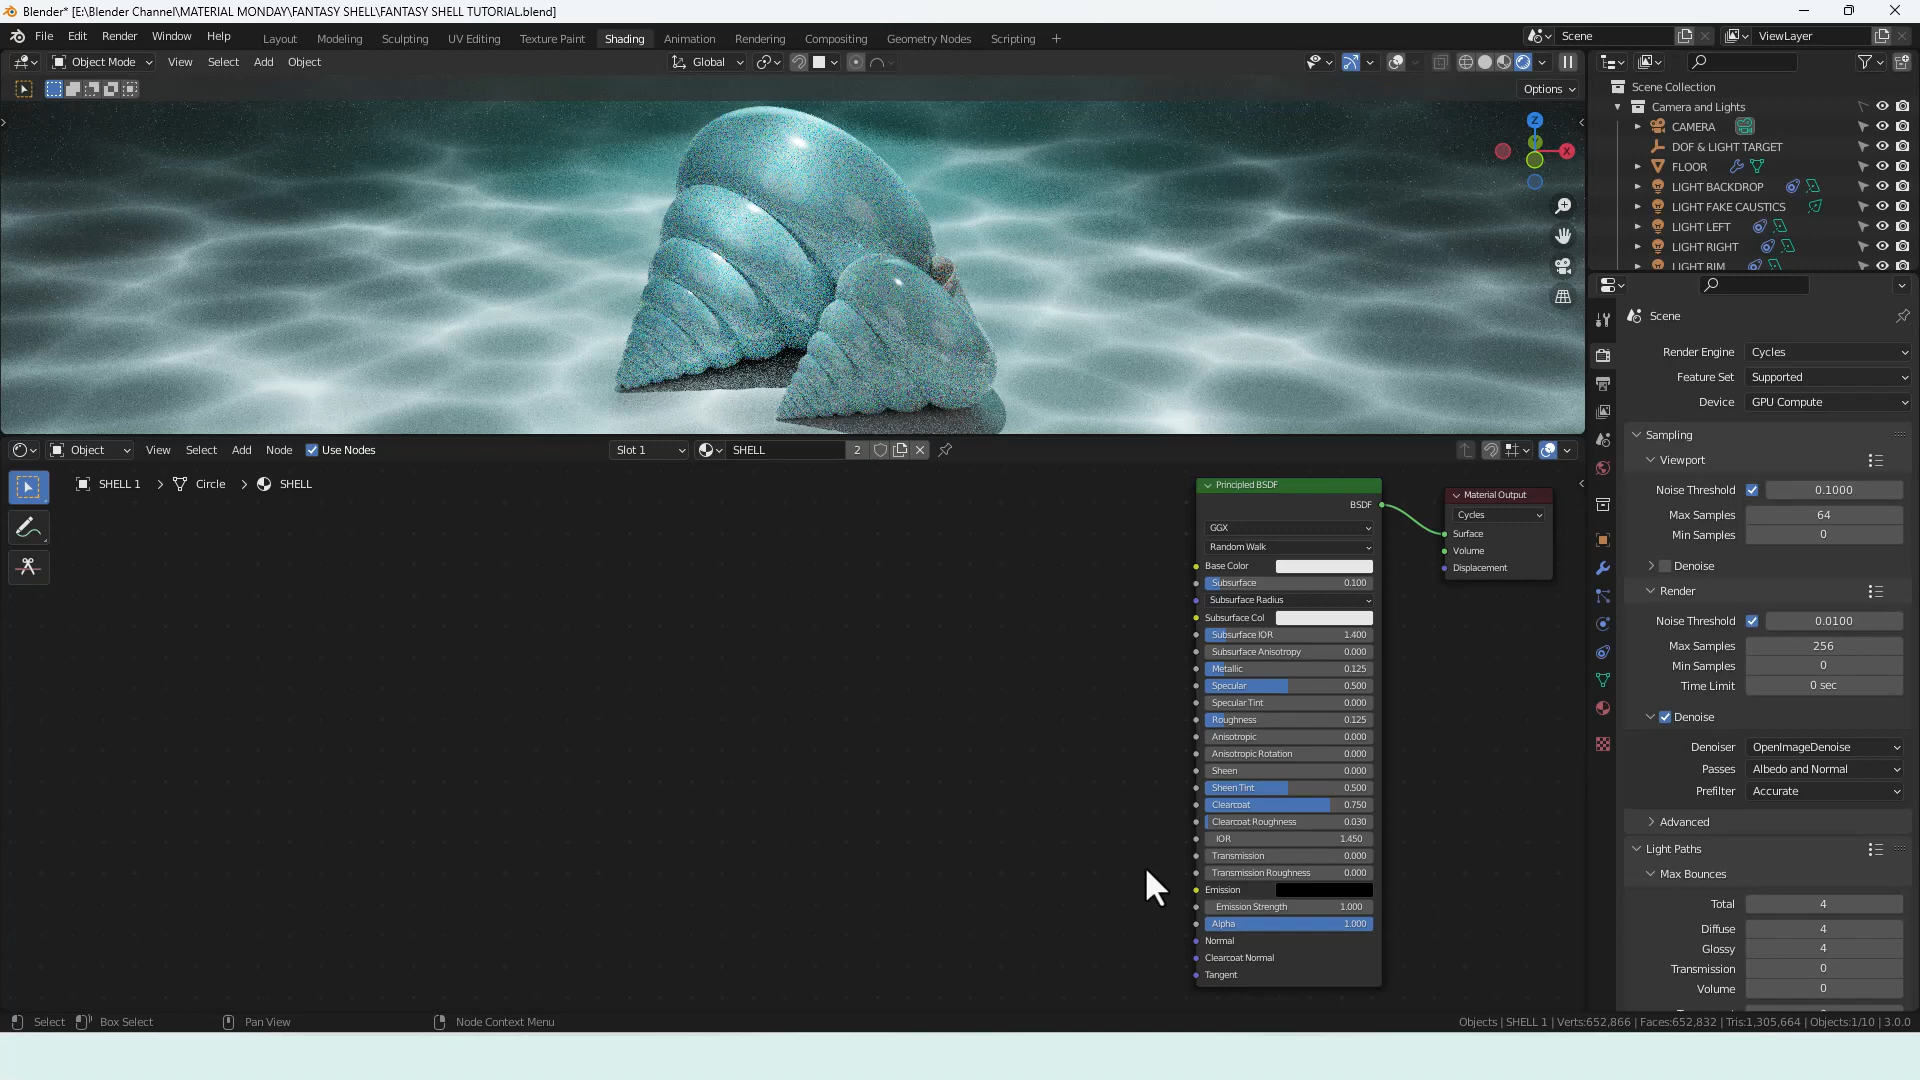 Blender* [E:\Blender Channel\MATERIAL MONDAY\FANTASY SHELL\FANTASY SHELL TUTORIAL.blend]
File Edit Render Window Help Layout Modeling Sculpting UV Editing Texture Paint Shading Animation Rendering Compositing Geometry Nodes Scripting + Scene ViewLayer
Object Mode View Select Add Object Global
Options
Z
X
Scene Collection
Camera and Lights
CAMERA
DOF & LIGHT TARGET
FLOOR
LIGHT BACKDROP
LIGHT FAKE CAUSTICS
LIGHT LEFT
LIGHT RIGHT
LIGHT RIM
Scene
Render Engine Cycles
Feature Set Supported
Device GPU Compute
Sampling
Viewport
Noise Threshold 0.1000
Max Samples 64
Min Samples 0
Denoise
Render
Noise Threshold 0.0100
Max Samples 256
Min Samples 0
Time Limit 0 sec
Denoise
Denoiser OpenImageDenoise
Passes Albedo and Normal
Prefilter Accurate
Advanced
Light Paths
Max Bounces
Total 4
Diffuse 4
Glossy 4
Transmission 0
Volume 0
Object View Select Add Node Use Nodes Slot 1 SHELL 2
SHELL 1 > Circle > SHELL
Principled BSDF
BSDF
GGX
Random Walk
Base Color
Subsurface 0.100
Subsurface Radius
Subsurface Col
Subsurface IOR 1.400
Subsurface Anisotropy 0.000
Metallic 0.125
Specular 0.500
Specular Tint 0.000
Roughness 0.125
Anisotropic 0.000
Anisotropic Rotation 0.000
Sheen 0.000
Sheen Tint 0.500
Clearcoat 0.750
Clearcoat Roughness 0.030
IOR 1.450
Transmission 0.000
Transmission Roughness 0.000
Emission
Emission Strength 1.000
Alpha 1.000
Normal
Clearcoat Normal
Tangent
Material Output
Cycles
Surface
Volume
Displacement
Select Box Select Pan View Node Context Menu Objects | SHELL 1 | Verts:652,866 | Faces:652,832 | Tris:1,305,664 | Objects:1/10 | 3.0.0